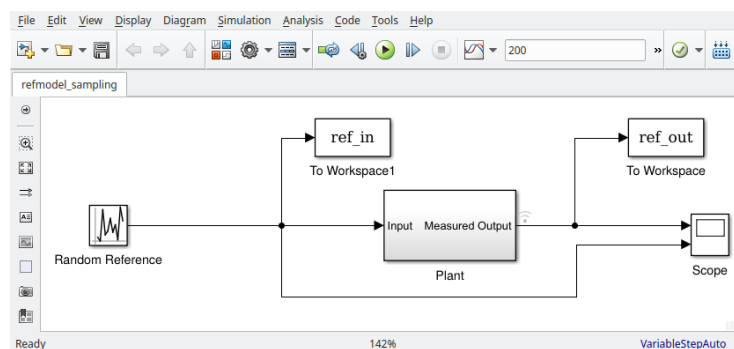 File Edit View Display Diagram Simulation Analysis Code Tools Help
200
»
refmodel_sampling
ref_in
To Workspace1
ref_out
To Workspace
Random Reference
Input Measured Output
Plant
Scope
Ready 142% VariableStepAuto